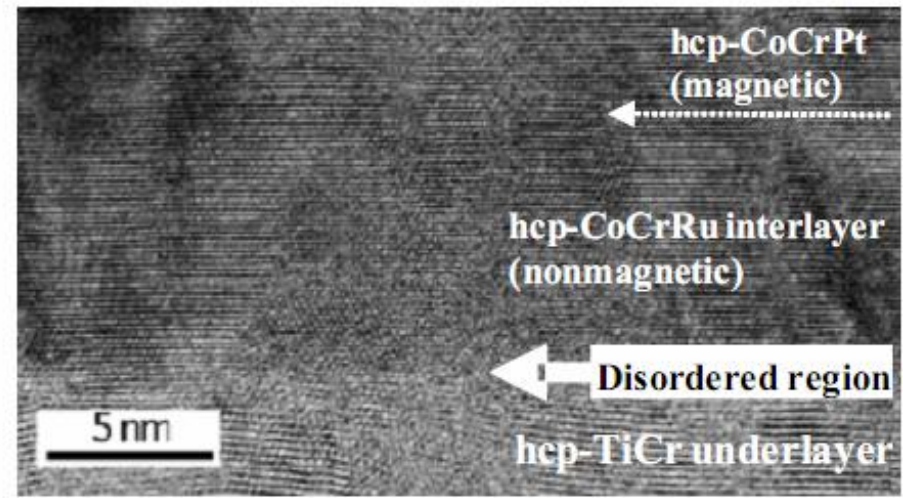 hcp-CoCrPt
(magnetic)
hcp-CoCrRu interlayer
(nonmagnetic)
Disordered region
5 nm
hcp-TiCr underlayer